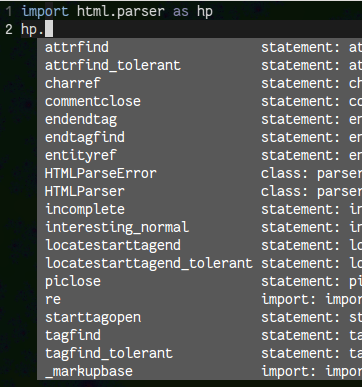 1 import html.parser as hp
2 hp.
attrfind statement: at
attrfind_tolerant statement: at
charref statement: ch
commentclose statement: co
endendtag statement: en
endtagfind statement: en
entityref statement: en
HTMLParseError class: parser
HTMLParser class: parser
incomplete statement: in
interesting_normal statement: in
locatestarttagend statement: lo
locatestarttagend_tolerant statement: lo
piclose statement: pi
re import: impor
starttagopen statement: st
tagfind statement: ta
tagfind_tolerant statement: ta
_markupbase import: impor